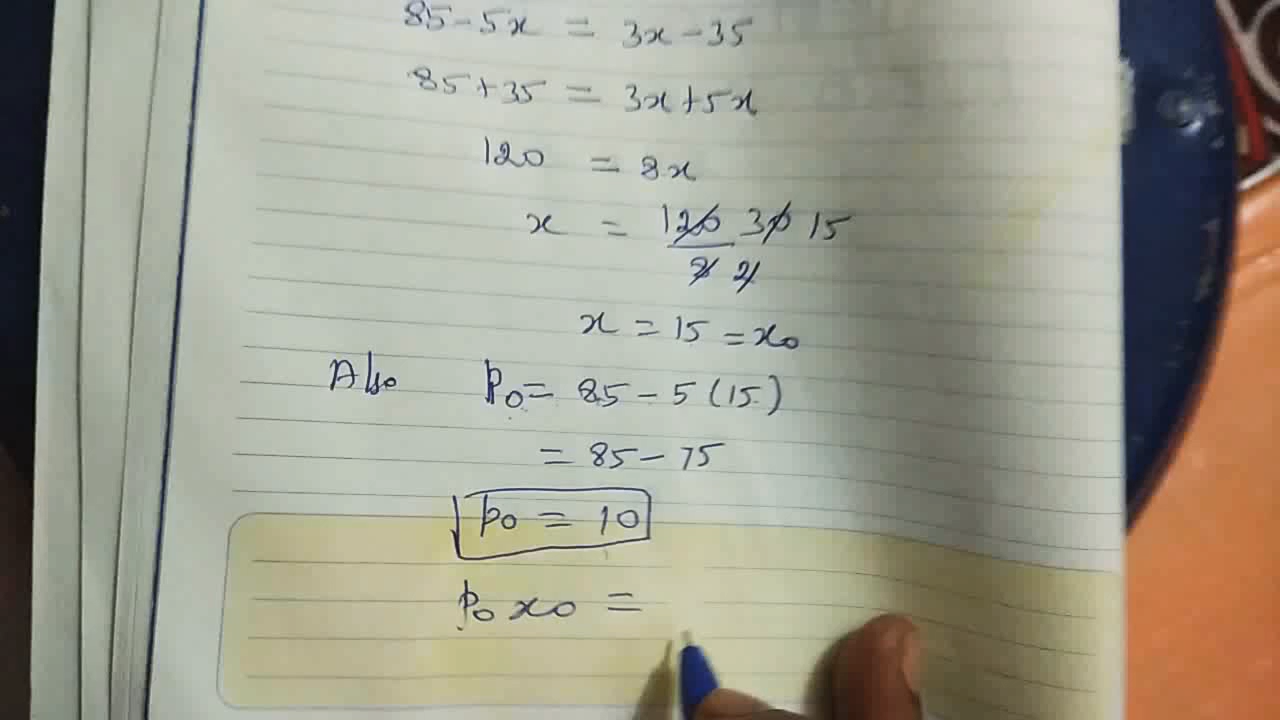 85 - 5x = 3x - 35
85 + 35 = 3x + 5x
120 = 8x
x = 120 30 15
8 2
x = 15 = x₀
Also p₀ = 85 - 5(15)
= 85 - 75
p₀ = 10
p₀ x₀ =